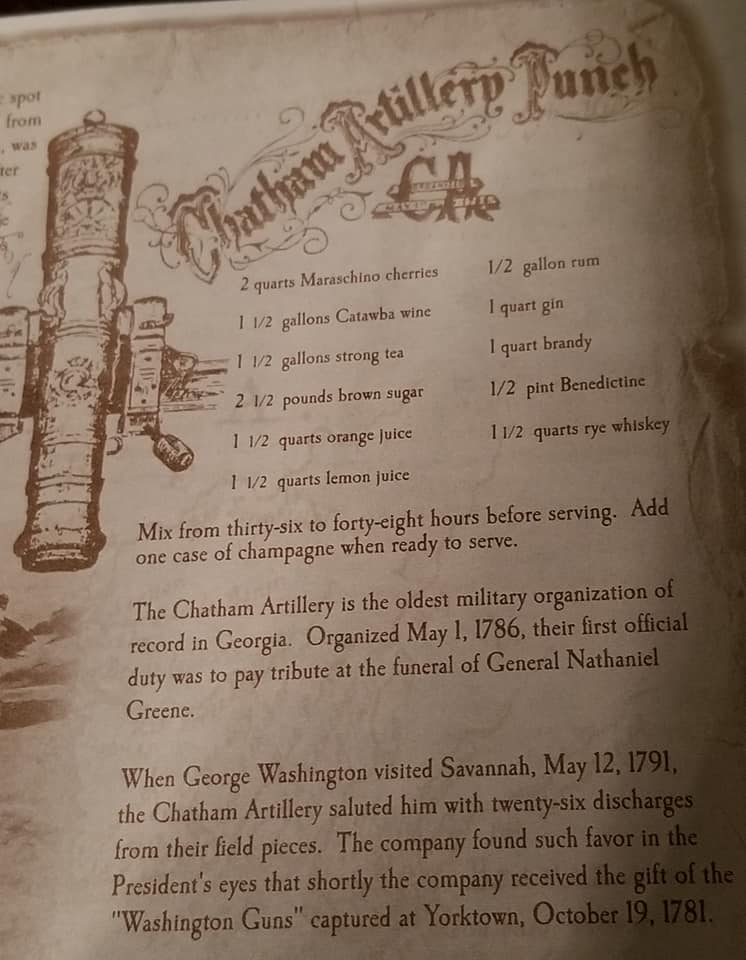 spot
from
, was
Chatham Artillery Punch
CA
2 quarts Maraschino cherries
1 1/2 gallons Catawba wine
1 1/2 gallons strong tea
2 1/2 pounds brown sugar
1 1/2 quarts orange juice
1 1/2 quarts lemon juice
1/2 gallon rum
1 quart gin
1 quart brandy
1/2 pint Benedictine
1 1/2 quarts rye whiskey
Mix from thirty-six to forty-eight hours before serving. Add
one case of champagne when ready to serve.
The Chatham Artillery is the oldest military organization of
record in Georgia. Organized May 1, 1786, their first official
duty was to pay tribute at the funeral of General Nathaniel
Greene.
When George Washington visited Savannah, May 12, 1791,
the Chatham Artillery saluted him with twenty-six discharges
from their field pieces. The company found such favor in the
President's eyes that shortly the company received the gift of the
"Washington Guns" captured at Yorktown, October 19, 1781.